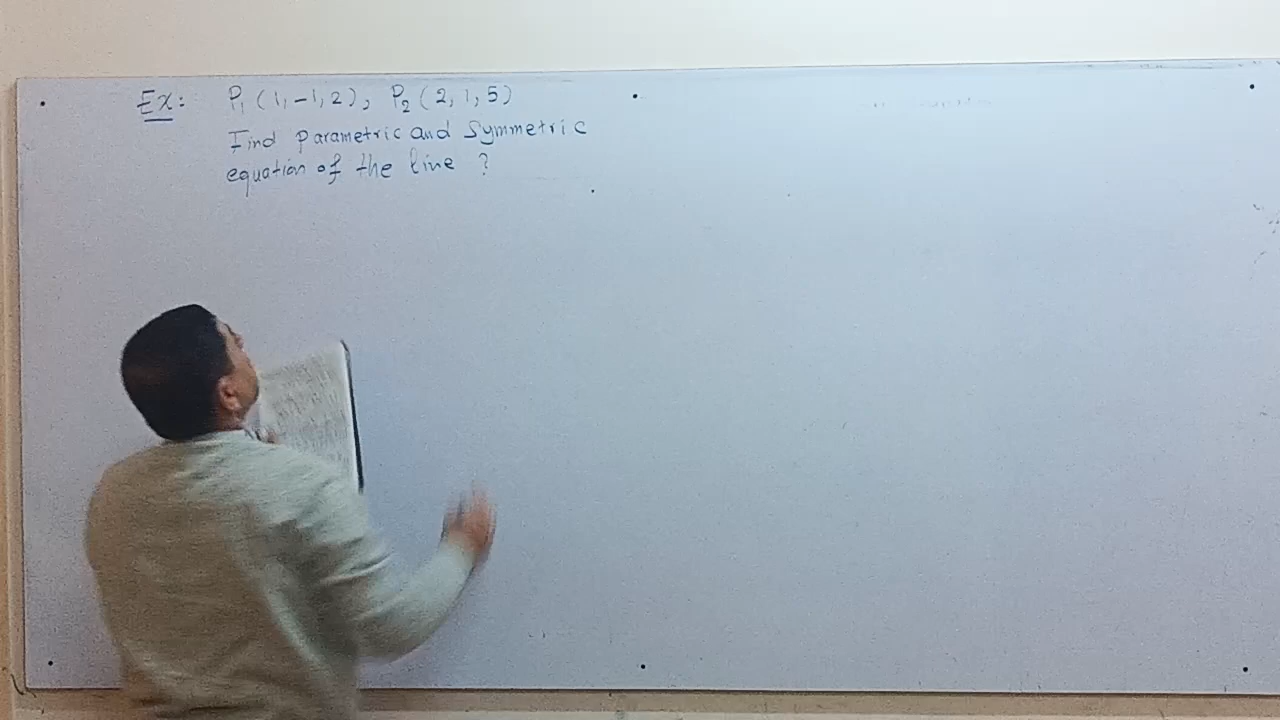 Ex: P₁ (1, -1, 2), P₂ (2, 1, 5)
Find parametric and Symmetric
equation of the line ?